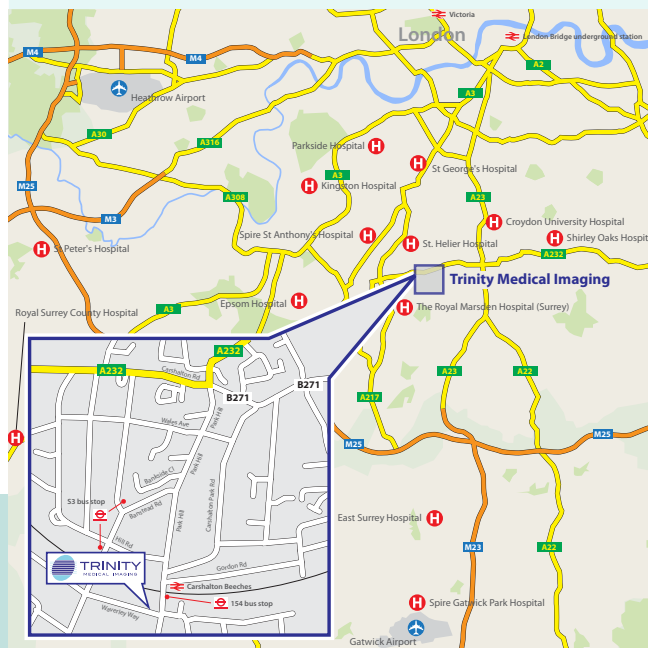 Victoria
London
London Bridge underground station
M4
M4
A2
A3
Heathrow Airport
A30
A316
Parkside Hospital
St George's Hospital
A3
M25
Kingston Hospital
A308
A23
M3
Croydon University Hospital
Spire St Anthony's Hospital
St. Helier Hospital
Shirley Oaks Hospit
St Peter's Hospital
A232
Trinity Medical Imaging
Epsom Hospital
A3
The Royal Marsden Hospital (Surrey)
Royal Surrey County Hospital
A232
A232
Carshalton Rd
B271
B271
A23
A22
A217
Park Hill
Wales Ave
M25
M25
Park Hill
Bankside Cl
Carshalton Park Rd
S3 bus stop
Banstead Rd
Park Hill
East Surrey Hospital
Hill Rd
M23
A22
TRINITY
MEDICAL IMAGING
Gordon Rd
Carshalton Beeches
154 bus stop
Waverley Way
Spire Gatwick Park Hospital
Gatwick Airport
H
H
H
H
H
H
H
H
H
H
H
H
H